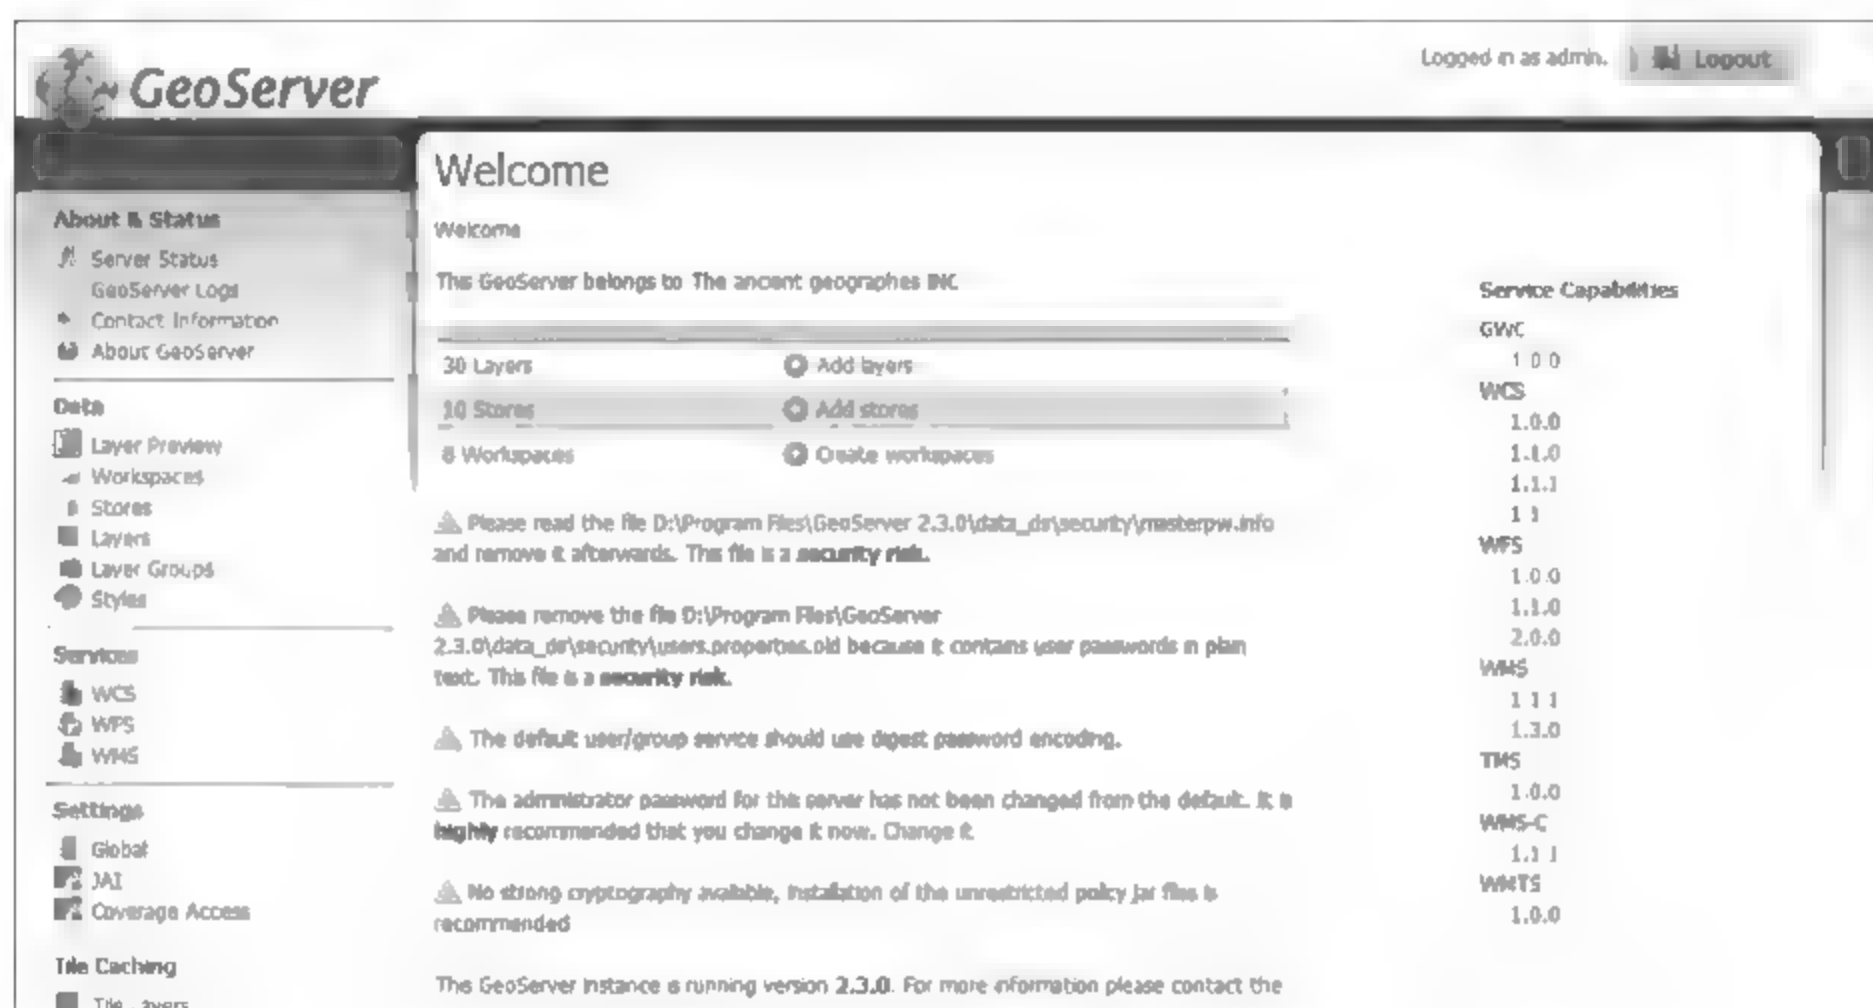 GeoServer
Logged in as admin.
Logout
About & Status
Server Status
GeoServer Logs
Contact Information
About GeoServer
Data
Layer Preview
Workspaces
Stores
Layers
Layer Groups
Styles
Services
WCS
WFS
WMS
Settings
Global
JAI
Coverage Access
Tile Caching
Tile Layers
Welcome
Welcome
This GeoServer belongs to The ancient geographes INC.
30 Layers
Add layers
10 Stores
Add stores
8 Workspaces
Create workspaces
Please read the file D:\Program Files\GeoServer 2.3.0\data_dir\security\masterpw.info
and remove it afterwards. This file is a security risk.
Please remove the file D:\Program Files\GeoServer
2.3.0\data_dir\security\users.properties.old because it contains user passwords in plain
text. This file is a security risk.
The default user/group service should use digest password encoding.
The administrator password for this server has not been changed from the default. It is
highly recommended that you change it now. Change it
No strong cryptography available, installation of the unrestricted policy jar files is
recommended
This GeoServer instance is running version 2.3.0. For more information please contact the
Service Capabilities
GWC
1.0.0
WCS
1.0.0
1.1.0
1.1.1
1.1
WFS
1.0.0
1.1.0
2.0.0
WMS
1.1.1
1.3.0
TMS
1.0.0
WMS-C
1.1.1
WMTS
1.0.0